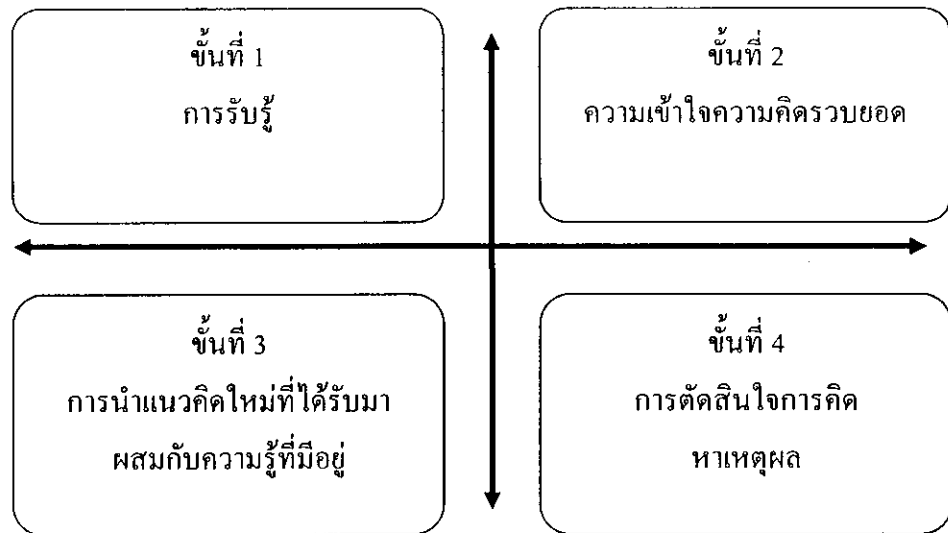 ขั้นที่ 1
การรับรู้
ขั้นที่ 2
ความเข้าใจความคิดรวบยอด
ขั้นที่ 3
การนำแนวคิดใหม่ที่ได้รับมา
ผสมกับความรู้ที่มีอยู่
ขั้นที่ 4
การตัดสินใจการคิด
หาเหตุผล